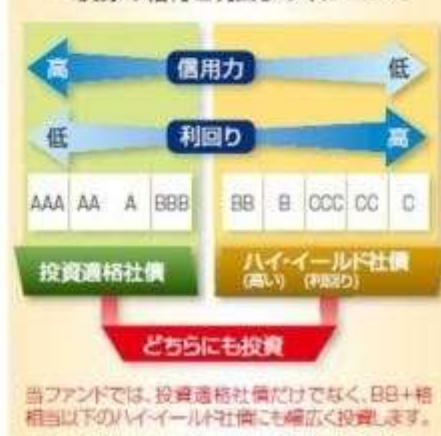 高 信用力 低
低 利回り 高
AAA AA A BBB BB B CCC CC C
投資適格社債
ハイ・イールド社債
(高い) (利回り)
どちらにも投資
当ファンドでは、投資適格社債だけでなく、BB+格
相当以下のハイ・イールド社債にも幅広く投資します。